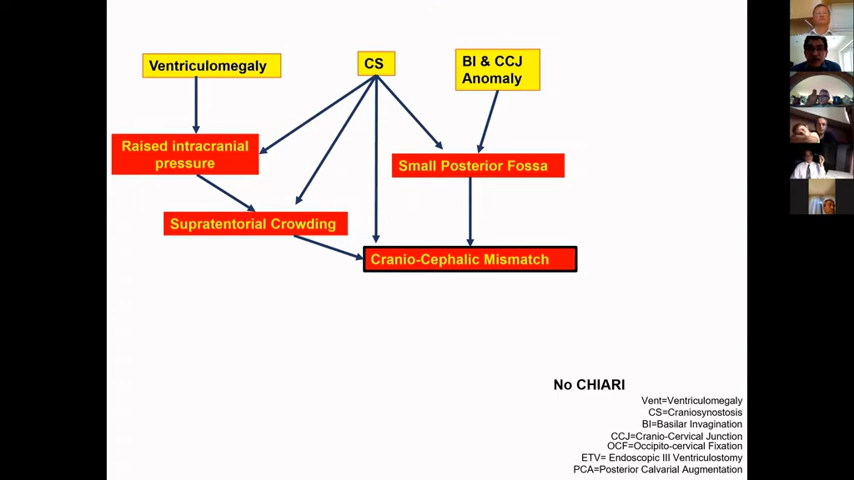 Ventriculomegaly
CS
BI & CCJ
Anomaly
Raised intracranial
pressure
Small Posterior Fossa
Supratentorial Crowding
Cranio-Cephalic Mismatch
No CHIARI
Vent=Ventriculomegaly
CS=Craniosynostosis
BI=Basilar Invagination
CCJ=Cranio-Cervical Junction
OCF=Occipito-cervical Fixation
ETV= Endoscopic III Ventriculostomy
PCA=Posterior Calvarial Augmentation